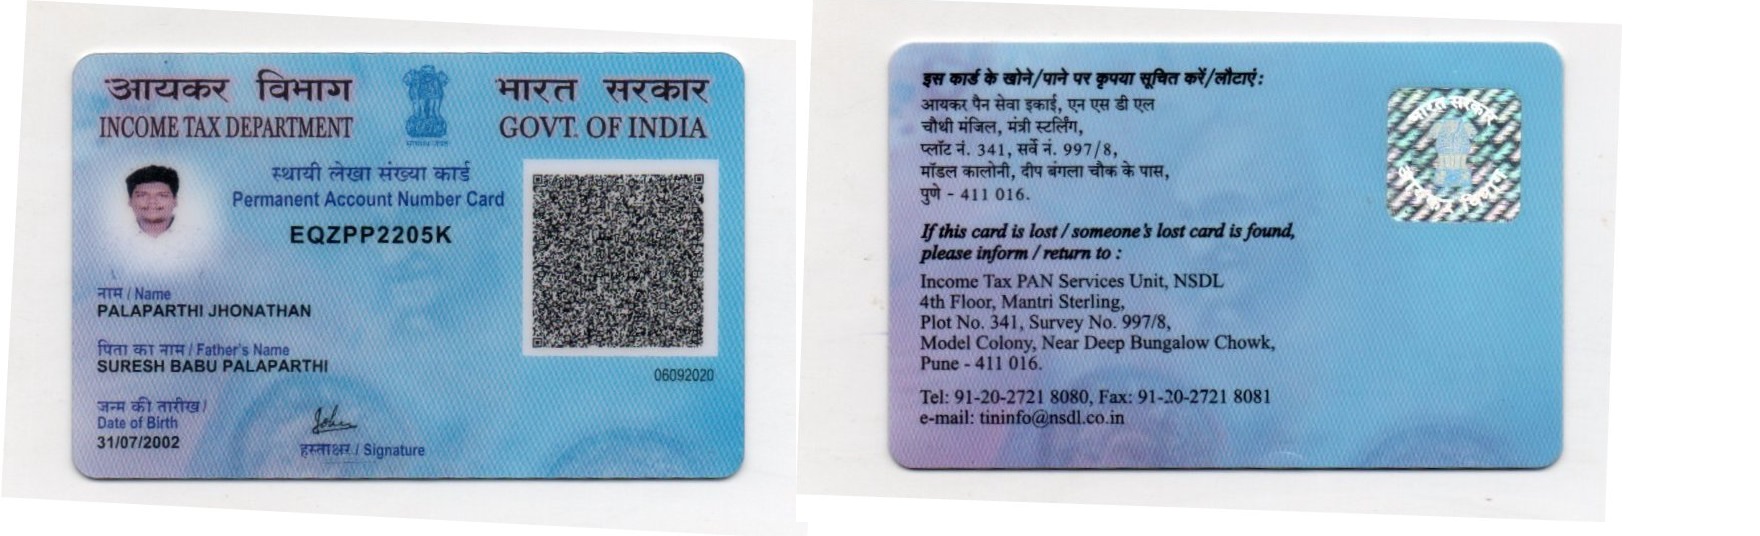 आयकर विभाग
INCOME TAX DEPARTMENT
भारत सरकार
GOVT. OF INDIA
स्थायी लेखा संख्या कार्ड
Permanent Account Number Card
EQZPP2205K
नाम / Name
PALAPARTHI JHONATHAN
पिता का नाम / Father's Name
SURESH BABU PALAPARTHI
06092020
जन्म की तारीख /
Date of Birth
31/07/2002
John
हस्ताक्षर / Signature
इस कार्ड के खोने/पाने पर कृपया सूचित करें/लौटाएं:
आयकर पैन सेवा इकाई, एन एस डी एल
चौथी मंजिल, मंत्री स्टर्लिंग,
प्लॉट नं. 341, सर्वे नं. 997/8,
मॉडल कालोनी, दीप बंगला चौक के पास,
पुणे - 411 016.
भारत सरकार
आयकर विभाग
If this card is lost / someone's lost card is found,
please inform / return to :
Income Tax PAN Services Unit, NSDL
4th Floor, Mantri Sterling,
Plot No. 341, Survey No. 997/8,
Model Colony, Near Deep Bungalow Chowk,
Pune - 411 016.
Tel: 91-20-2721 8080, Fax: 91-20-2721 8081
e-mail: tininfo@nsdl.co.in